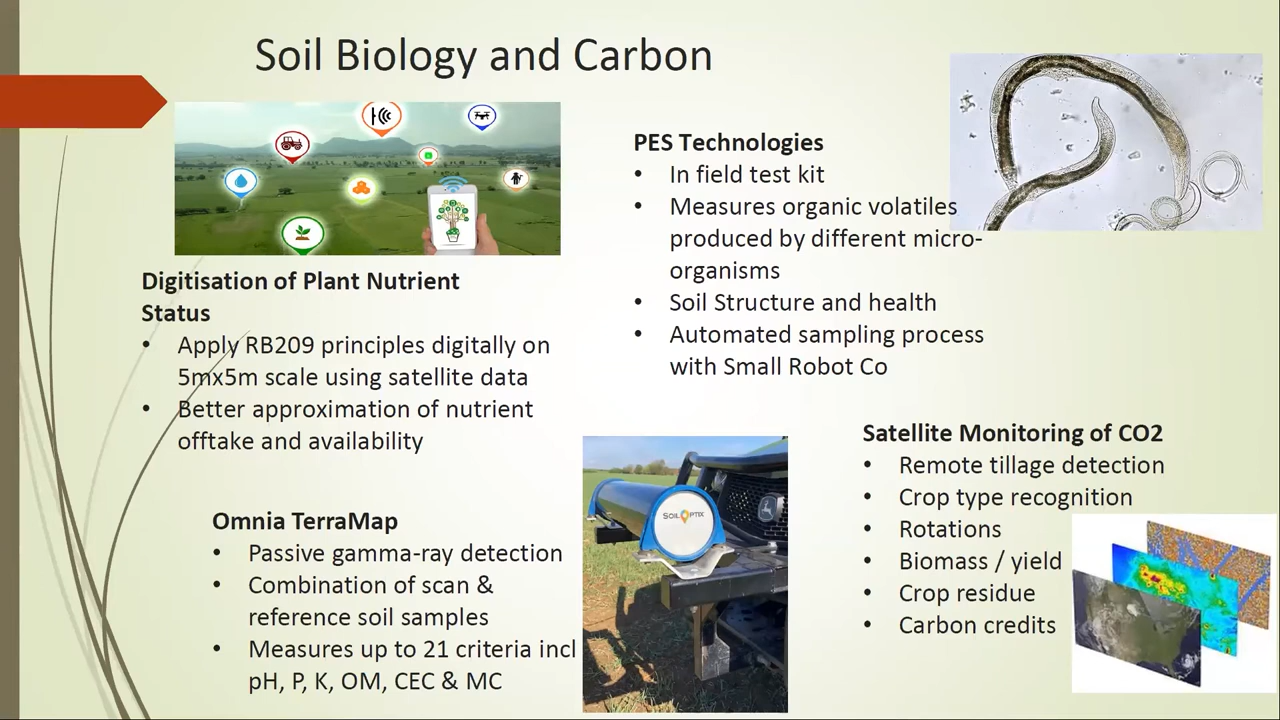 Soil Biology and Carbon
Digitisation of Plant Nutrient
Status
• Apply RB209 principles digitally on
5mx5m scale using satellite data
• Better approximation of nutrient
offtake and availability
Omnia TerraMap
• Passive gamma-ray detection
• Combination of scan &
reference soil samples
• Measures up to 21 criteria incl
pH, P, K, OM, CEC & MC
PES Technologies
• In field test kit
• Measures organic volatiles
produced by different micro-
organisms
• Soil Structure and health
• Automated sampling process
with Small Robot Co
SOILOPTIX
Satellite Monitoring of CO2
• Remote tillage detection
• Crop type recognition
• Rotations
• Biomass / yield
• Crop residue
• Carbon credits